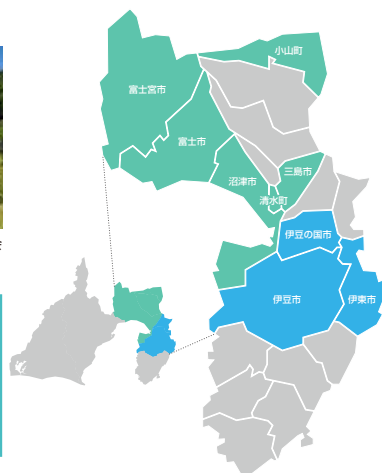 小山町
富士宮市
富士市
三島市
沼津市
清水町
伊豆の国市
伊豆市
伊東市